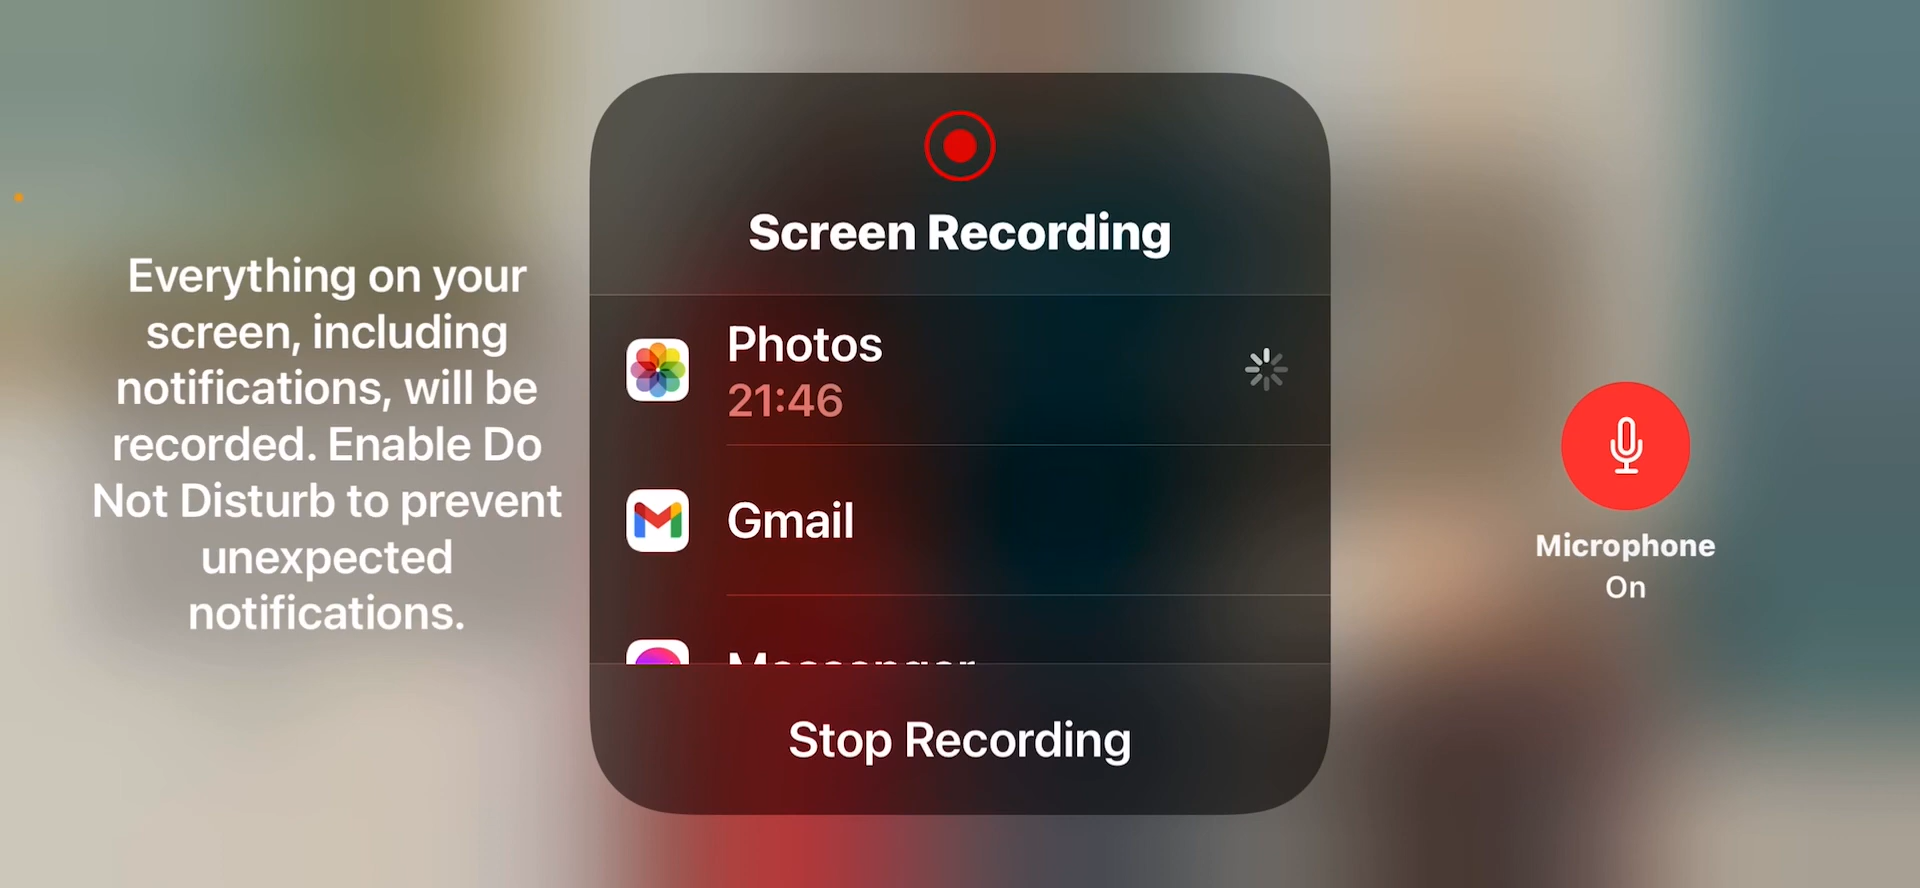 Everything on your
screen, including
notifications, will be
recorded. Enable Do
Not Disturb to prevent
unexpected
notifications.
Screen Recording
Photos
21:46
Gmail
Messenger
Stop Recording
Microphone
On